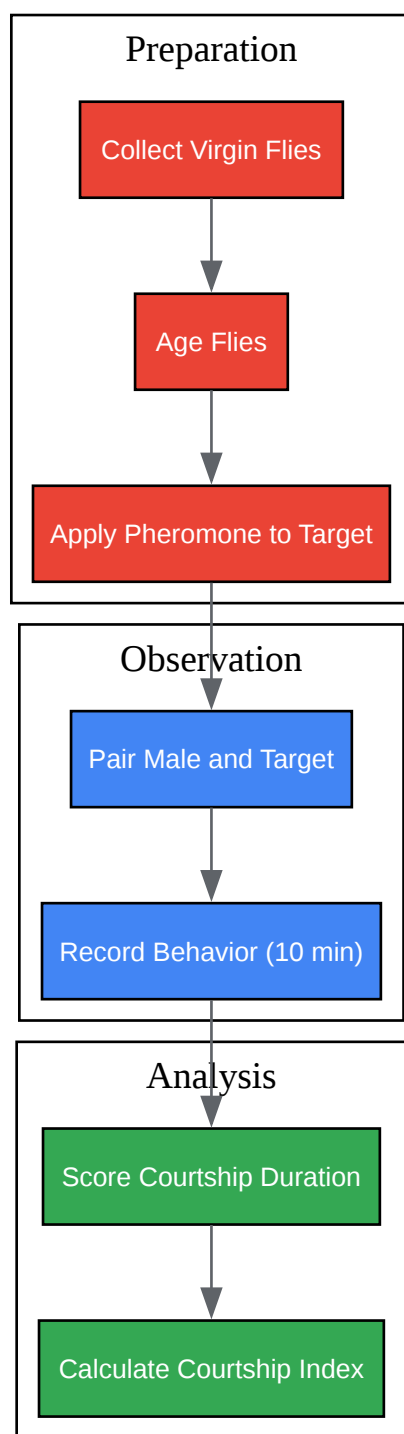 Preparation
Collect Virgin Flies
Age Flies
Apply Pheromone to Target
Observation
Pair Male and Target
Record Behavior (10 min)
Analysis
Score Courtship Duration
Calculate Courtship Index